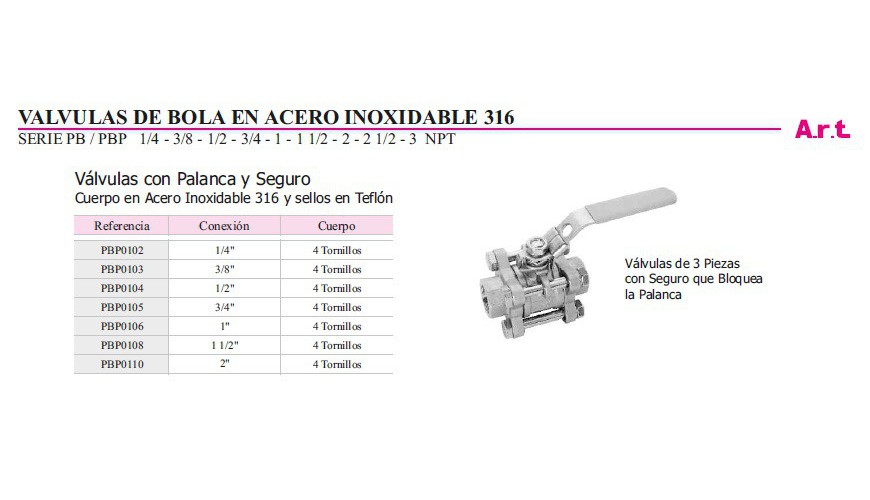 VALVULAS DE BOLA EN ACERO INOXIDABLE 316
A.r.t.
SERIE PB / PBP 1/4 - 3/8 - 1/2 - 3/4 - 1 - 1 1/2 - 2 - 2 1/2 - 3 NPT
Válvulas con Palanca y Seguro
Cuerpo en Acero Inoxidable 316 y sellos en Teflón
Referencia Conexión Cuerpo
PBP0102 1/4" 4 Tornillos
PBP0103 3/8" 4 Tornillos
PBP0104 1/2" 4 Tornillos
PBP0105 3/4" 4 Tornillos
PBP0106 1" 4 Tornillos
PBP0108 1 1/2" 4 Tornillos
PBP0110 2" 4 Tornillos
Válvulas de 3 Piezas
con Seguro que Bloquea
la Palanca